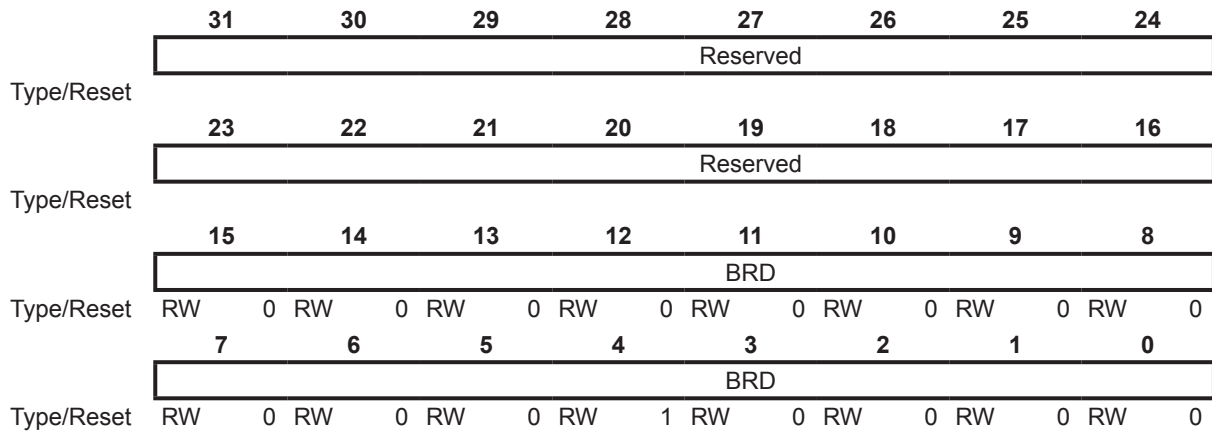 31 30 29 28 27 26 25 24
Reserved
Type/Reset
23 22 21 20 19 18 17 16
Reserved
Type/Reset
15 14 13 12 11 10 9 8
BRD
Type/Reset RW 0 RW 0 RW 0 RW 0 RW 0 RW 0 RW 0 RW 0
7 6 5 4 3 2 1 0
BRD
Type/Reset RW 0 RW 0 RW 0 RW 1 RW 0 RW 0 RW 0 RW 0